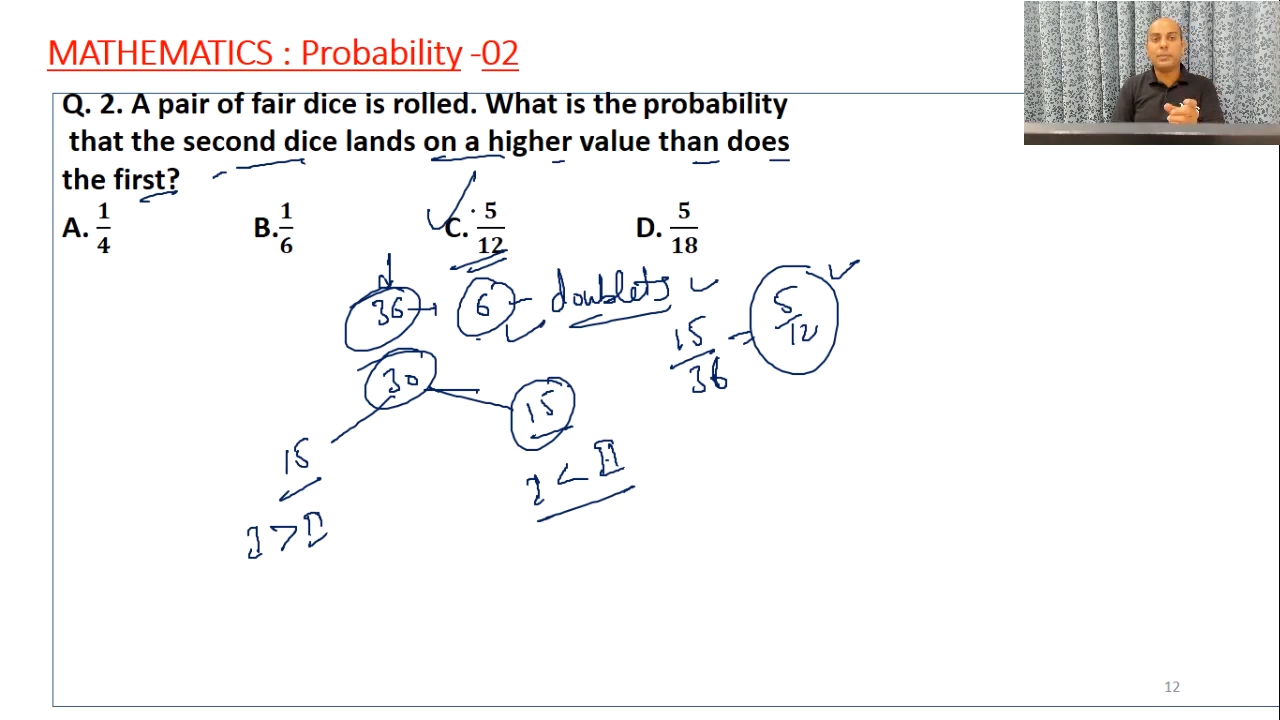 MATHEMATICS : Probability -02
Q. 2. A pair of fair dice is rolled. What is the probability
that the second dice lands on a higher value than does
the first?
A. 1/4 B. 1/6 C. 5/12 D. 5/18
36 → 6 - doublets
15/36 = 5/12
30
15
15
I > II
I < II
12